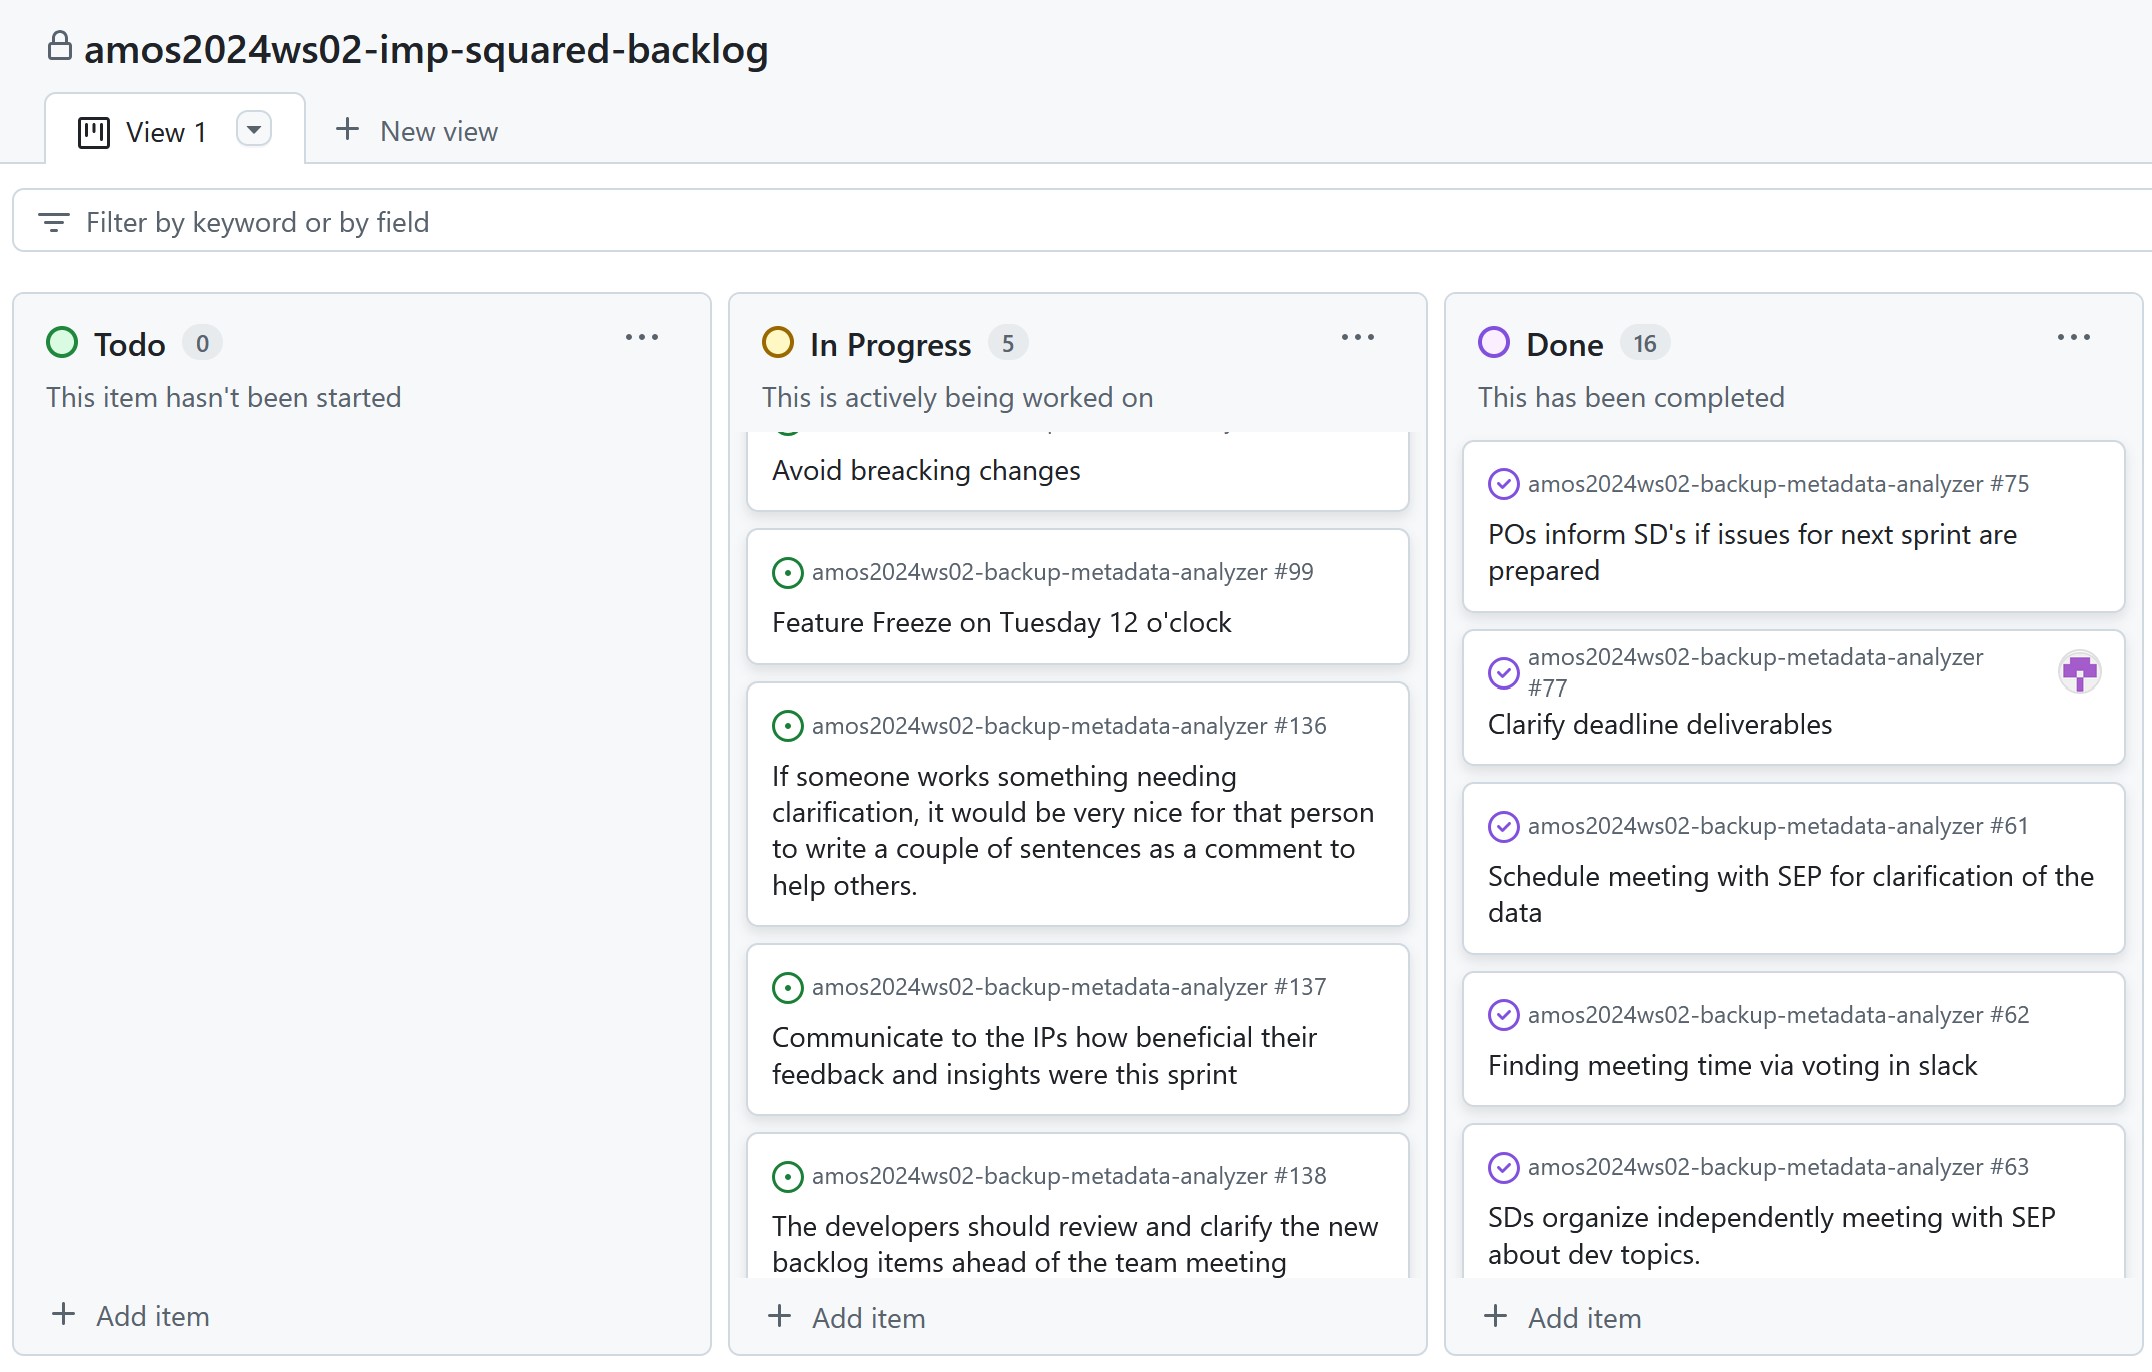 amos2024ws02-imp-squared-backlog
View 1
New view
Filter by keyword or by field
Todo 0
This item hasn't been started
Add item
In Progress 5
This is actively being worked on
Avoid breacking changes
amos2024ws02-backup-metadata-analyzer #99
Feature Freeze on Tuesday 12 o'clock
amos2024ws02-backup-metadata-analyzer #136
If someone works something needing
clarification, it would be very nice for that person
to write a couple of sentences as a comment to
help others.
amos2024ws02-backup-metadata-analyzer #137
Communicate to the IPs how beneficial their
feedback and insights were this sprint
amos2024ws02-backup-metadata-analyzer #138
The developers should review and clarify the new
backlog items ahead of the team meeting
Add item
Done 16
This has been completed
amos2024ws02-backup-metadata-analyzer #75
POs inform SD's if issues for next sprint are
prepared
amos2024ws02-backup-metadata-analyzer
#77
Clarify deadline deliverables
amos2024ws02-backup-metadata-analyzer #61
Schedule meeting with SEP for clarification of the
data
amos2024ws02-backup-metadata-analyzer #62
Finding meeting time via voting in slack
amos2024ws02-backup-metadata-analyzer #63
SDs organize independently meeting with SEP
about dev topics.
Add item